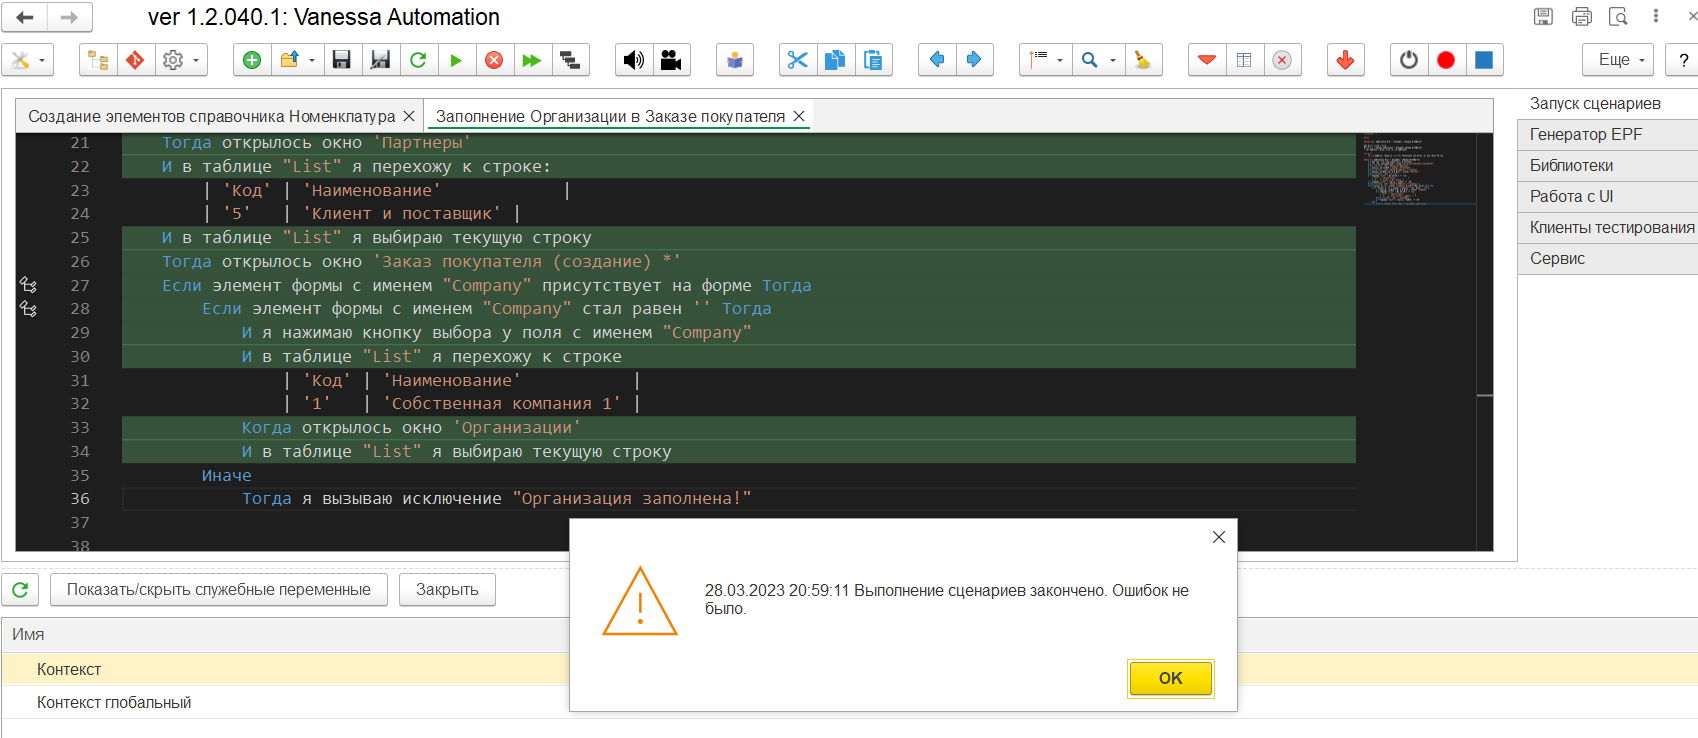 ver 1.2.040.1: Vanessa Automation
Еще
?
Создание элементов справочника Номенклатура
Заполнение Организации в Заказе покупателя
21 Тогда открылось окно 'Партнеры'
22 И в таблице "List" я перехожу к строке:
23 | 'Код' | 'Наименование' |
24 | '5' | 'Клиент и поставщик' |
25 И в таблице "List" я выбираю текущую строку
26 Тогда открылось окно 'Заказ покупателя (создание) *'
27 Если элемент формы с именем "Company" присутствует на форме Тогда
28 Если элемент формы с именем "Company" стал равен '' Тогда
29 И я нажимаю кнопку выбора у поля с именем "Company"
30 И в таблице "List" я перехожу к строке
31 | 'Код' | 'Наименование' |
32 | '1' | 'Собственная компания 1' |
33 Когда открылось окно 'Организации'
34 И в таблице "List" я выбираю текущую строку
35 Иначе
36 Тогда я вызываю исключение "Организация заполнена!"
37
38
Запуск сценариев
Генератор EPF
Библиотеки
Работа с UI
Клиенты тестирования
Сервис
28.03.2023 20:59:11 Выполнение сценариев закончено. Ошибок не
было.
OK
Показать/скрыть служебные переменные
Закрыть
Имя
Контекст
Контекст глобальный